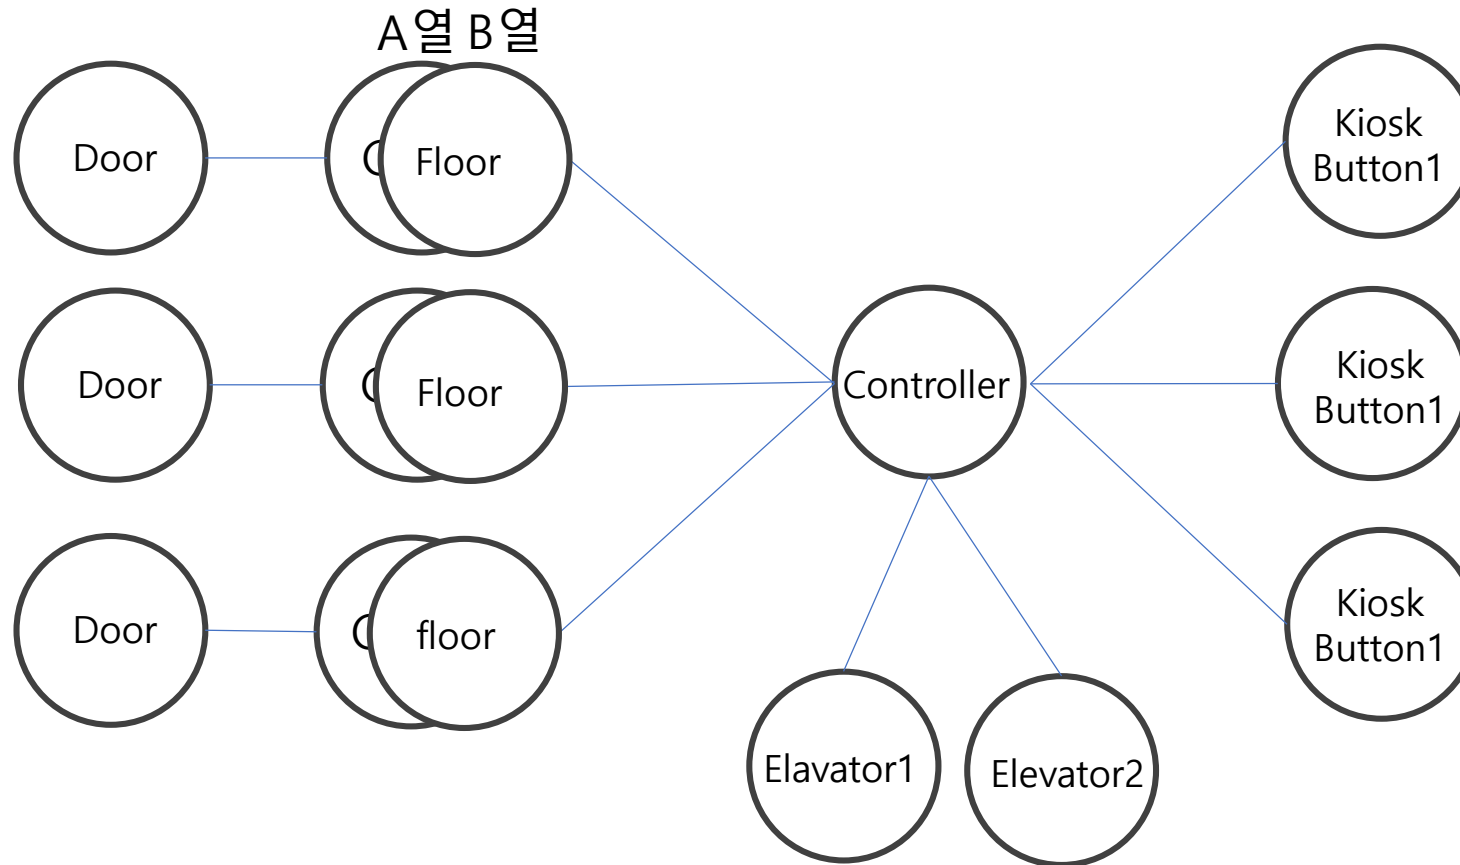 A열 B열
Door
Floor
Kiosk
Button1
Door
Floor
Controller
Kiosk
Button1
Door
floor
Kiosk
Button1
Elavator1
Elevator2